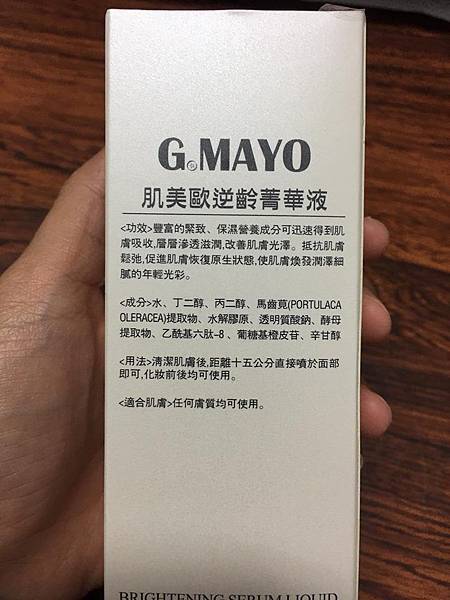 G®MAYO
肌美歐逆齡菁華液
<功效>豐富的緊致、保濕營養成分可迅速得到肌
膚吸收,層層滲透滋潤,改善肌膚光澤。抵抗肌膚
鬆弛,促進肌膚恢復原生狀態,使肌膚煥發潤澤細
膩的年輕光彩。
<成分>水、丁二醇、丙二醇、馬齒莧(PORTULACA
OLERACEA)提取物、水解膠原、透明質酸鈉、酵母
提取物、乙酰基六肽-8 、葡糖基橙皮苷、辛甘醇
<用法>清潔肌膚後,距離十五公分直接噴於面部
即可,化妝前後均可使用。
<適合肌膚>任何膚質均可使用。
BRIGHTENING SERUM LIQUID